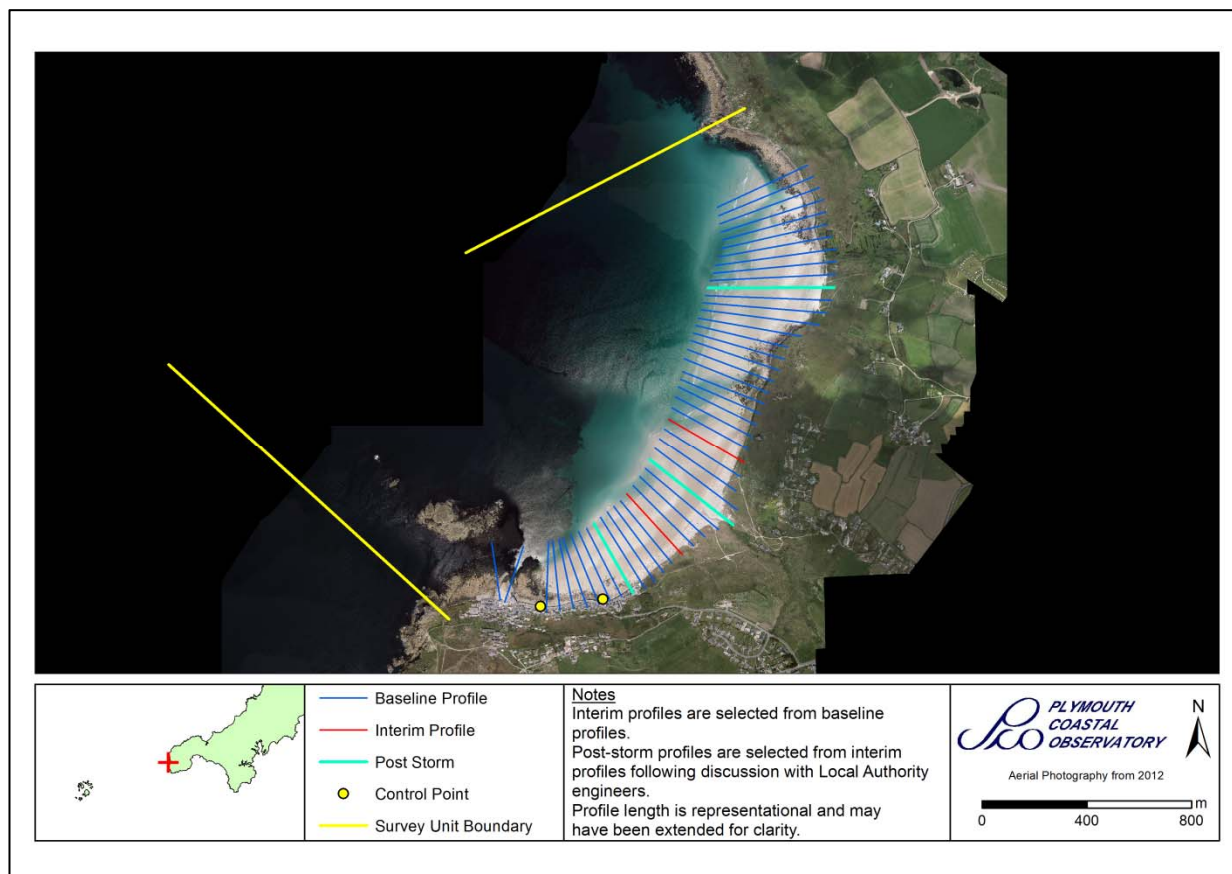 Baseline Profile
Interim Profile
Post Storm
Control Point
Survey Unit Boundary
Notes
Interim profiles are selected from baseline
profiles.
Post-storm profiles are selected from interim
profiles following discussion with Local Authority
engineers.
Profile length is representational and may
have been extended for clarity.
PCO
PLYMOUTH
COASTAL
OBSERVATORY
N
Aerial Photography from 2012
m
0 400 800